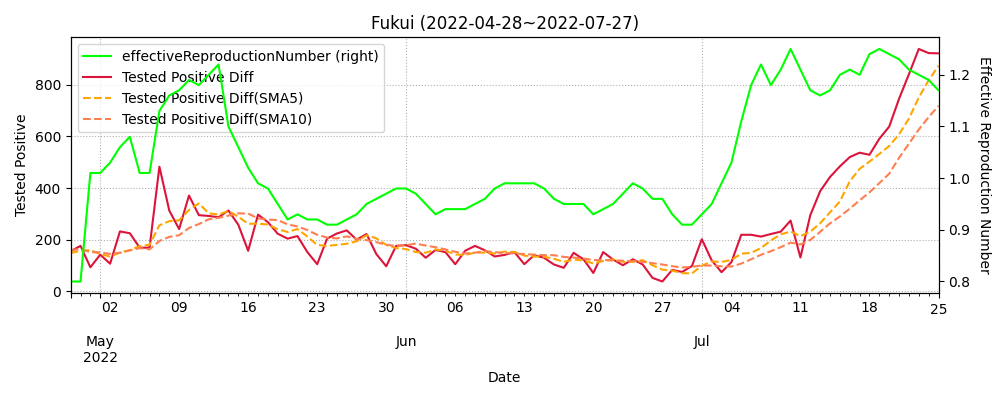 Fukui (2022-04-28~2022-07-27)
effectiveReproductionNumber (right)
Tested Positive Diff
Tested Positive Diff(SMA5)
Tested Positive Diff(SMA10)
Tested Positive
800
600
400
200
0
Effective Reproduction Number
1.2
1.1
1.0
0.9
0.8
02 09 16 23 30 06 13 20 27 04 11 18 25
May Jun Jul
2022
Date